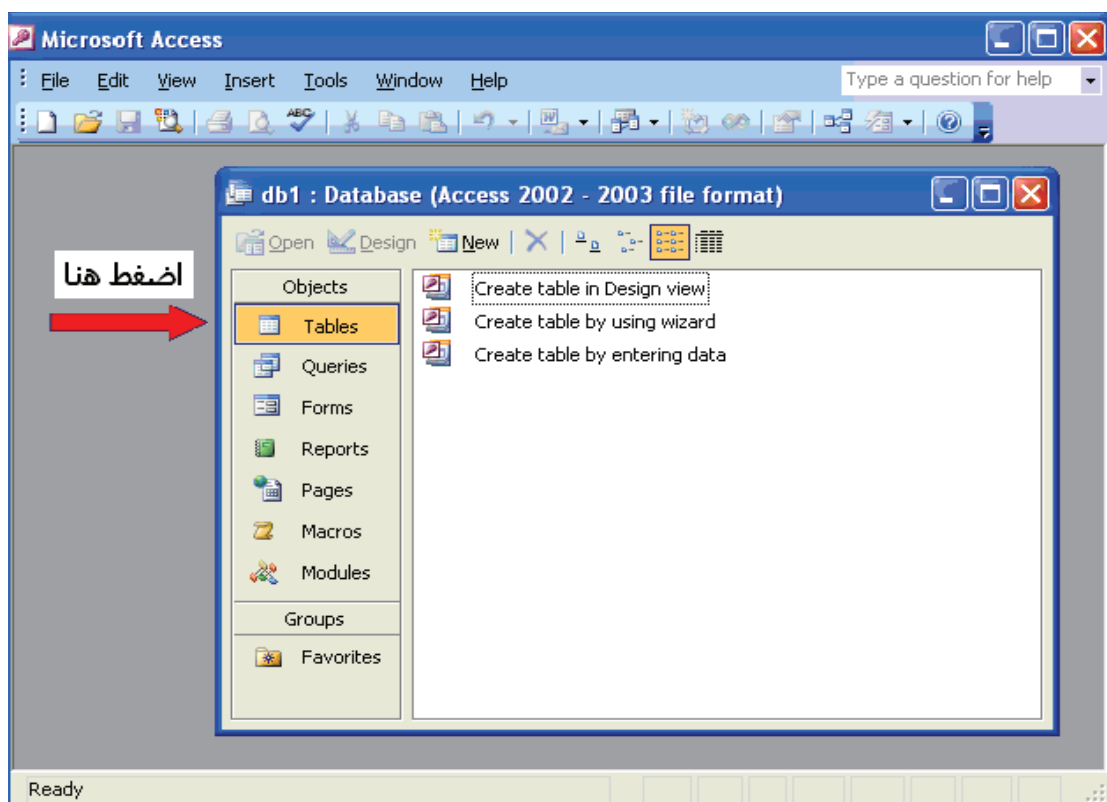 Microsoft Access
File Edit View Insert Tools Window Help
Type a question for help
ABC
db1 : Database (Access 2002 - 2003 file format)
Open Design New
اضغط هنا
Objects
Tables
Queries
Forms
Reports
Pages
Macros
Modules
Groups
Favorites
Create table in Design view
Create table by using wizard
Create table by entering data
Ready